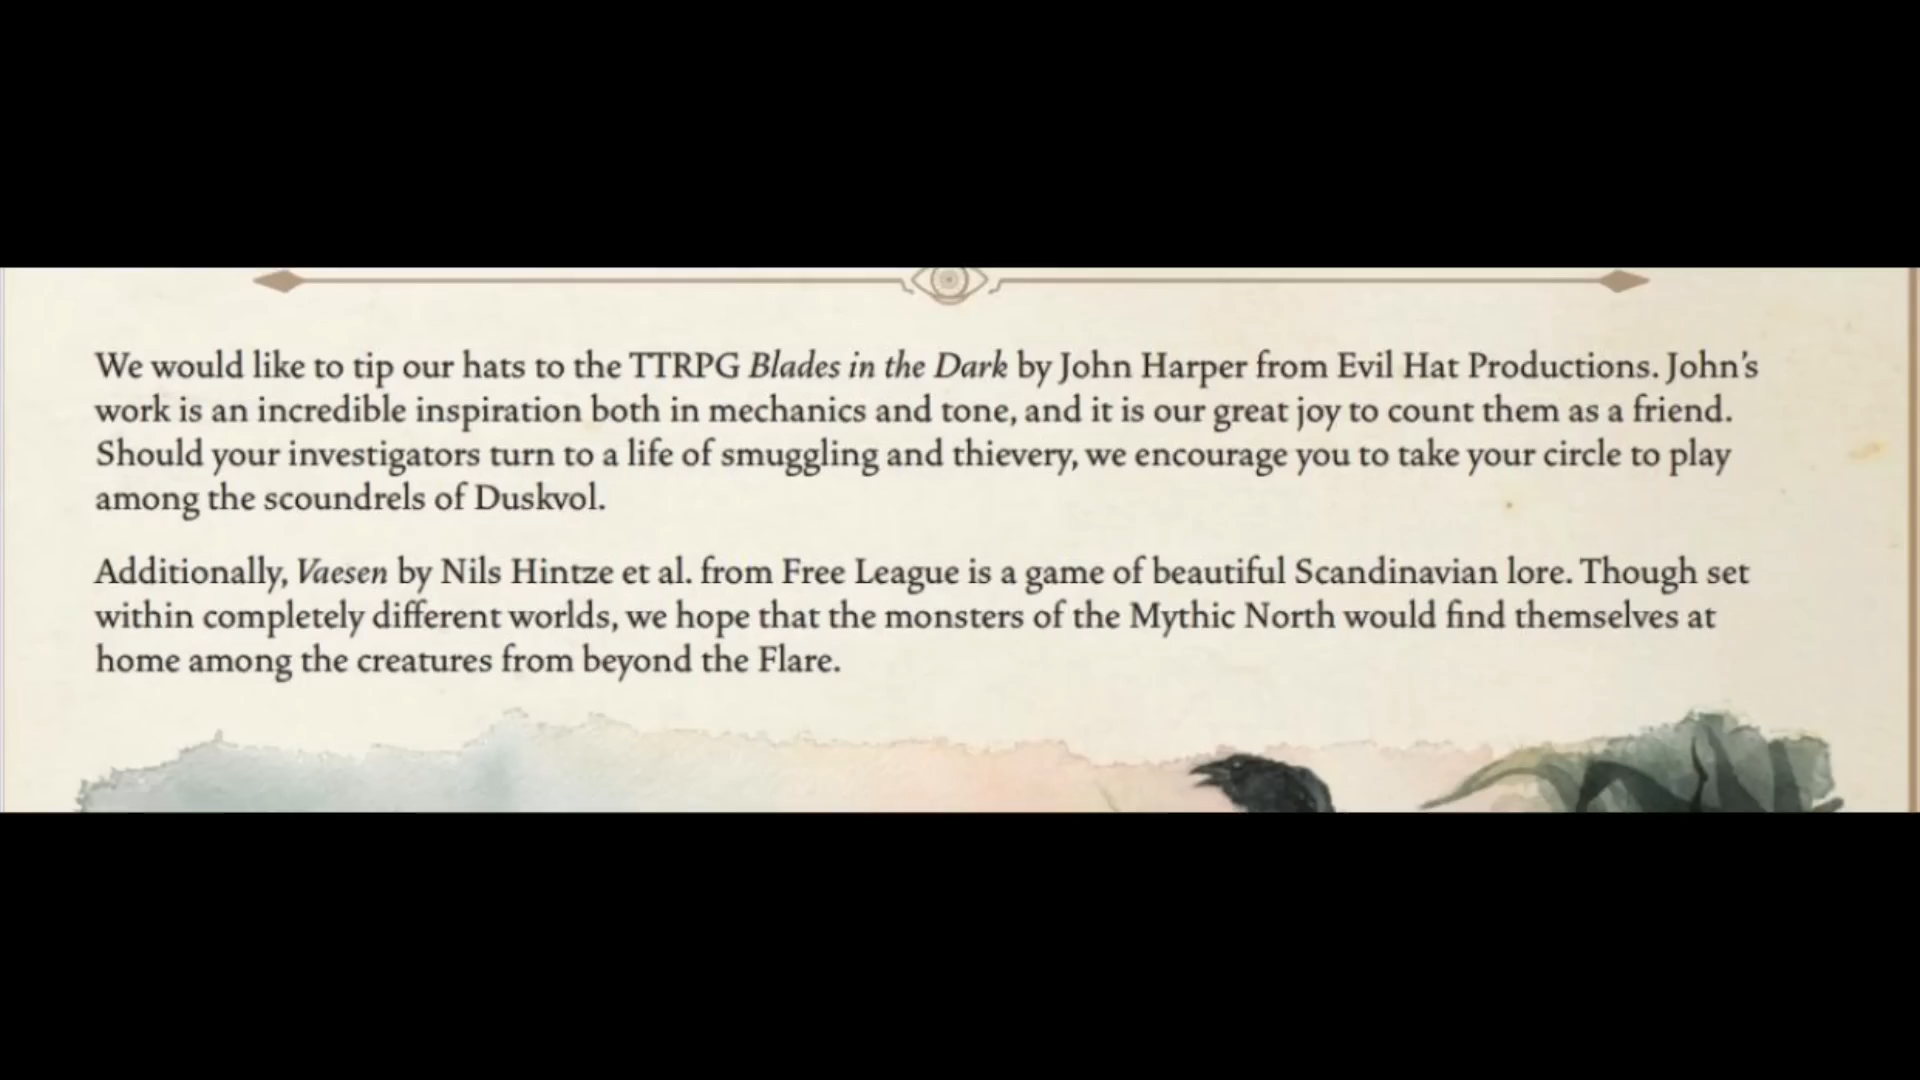 We would like to tip our hats to the TTRPG Blades in the Dark by John Harper from Evil Hat Productions. John's
work is an incredible inspiration both in mechanics and tone, and it is our great joy to count them as a friend.
Should your investigators turn to a life of smuggling and thievery, we encourage you to take your circle to play
among the scoundrels of Duskvol.
Additionally, Vaesen by Nils Hintze et al. from Free League is a game of beautiful Scandinavian lore. Though set
within completely different worlds, we hope that the monsters of the Mythic North would find themselves at
home among the creatures from beyond the Flare.